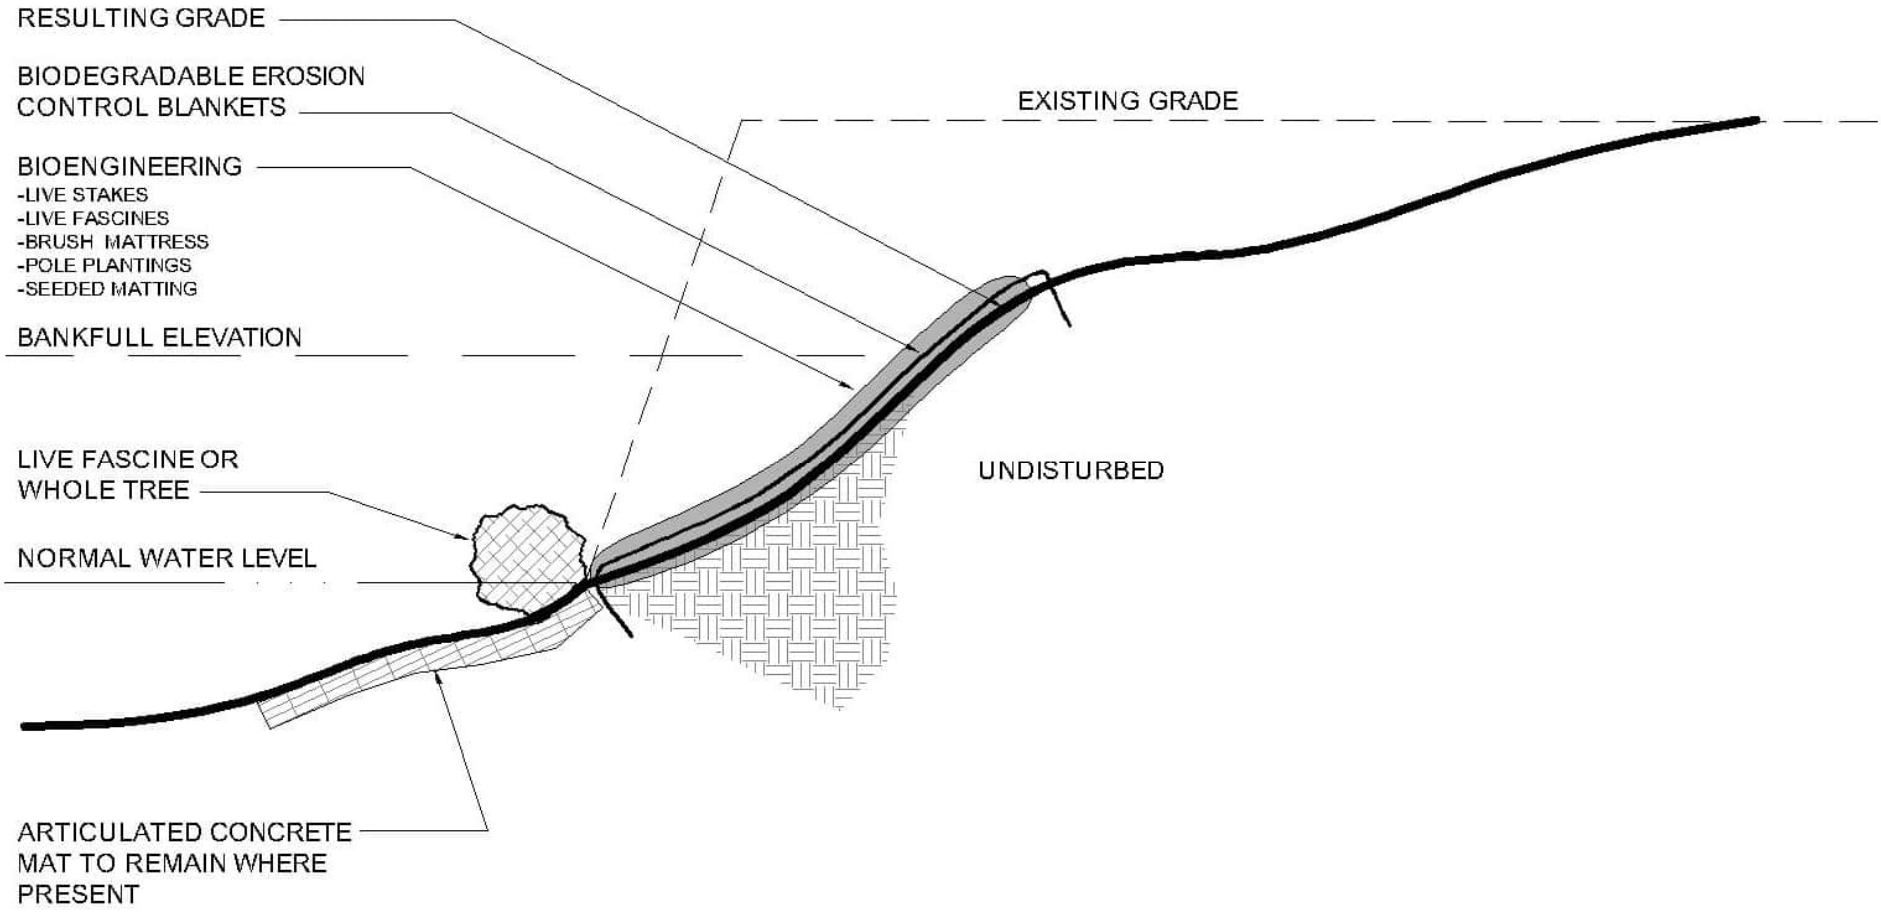 RESULTING GRADE
BIODEGRADABLE EROSION
CONTROL BLANKETS
EXISTING GRADE
BIOENGINEERING
-LIVE STAKES
-LIVE FASCINES
-BRUSH MATTRESS
-POLE PLANTINGS
-SEEDED MATTING
BANKFULL ELEVATION
LIVE FASCINE OR
WHOLE TREE
UNDISTURBED
NORMAL WATER LEVEL
ARTICULATED CONCRETE
MAT TO REMAIN WHERE
PRESENT